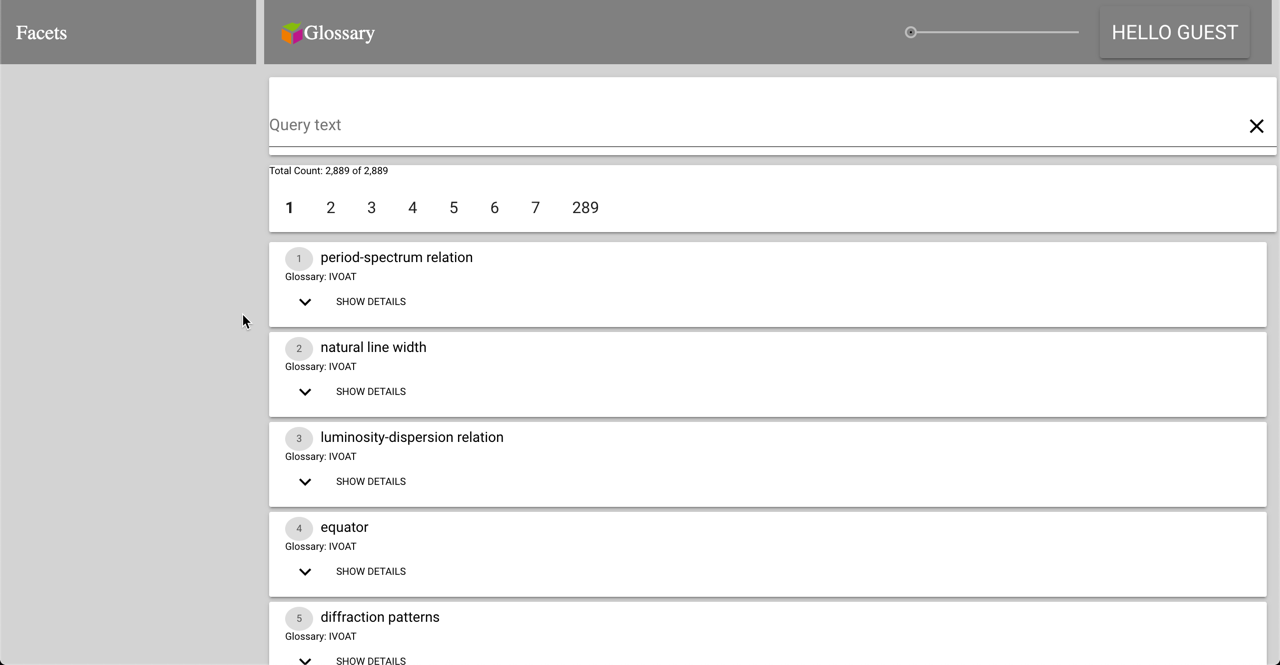 Facets
Glossary
HELLO GUEST
Query text
Total Count: 2,889 of 2,889
1 2 3 4 5 6 7 289
1 period-spectrum relation
Glossary: IVOAT
SHOW DETAILS
2 natural line width
Glossary: IVOAT
SHOW DETAILS
3 luminosity-dispersion relation
Glossary: IVOAT
SHOW DETAILS
4 equator
Glossary: IVOAT
SHOW DETAILS
5 diffraction patterns
Glossary: IVOAT
SHOW DETAILS